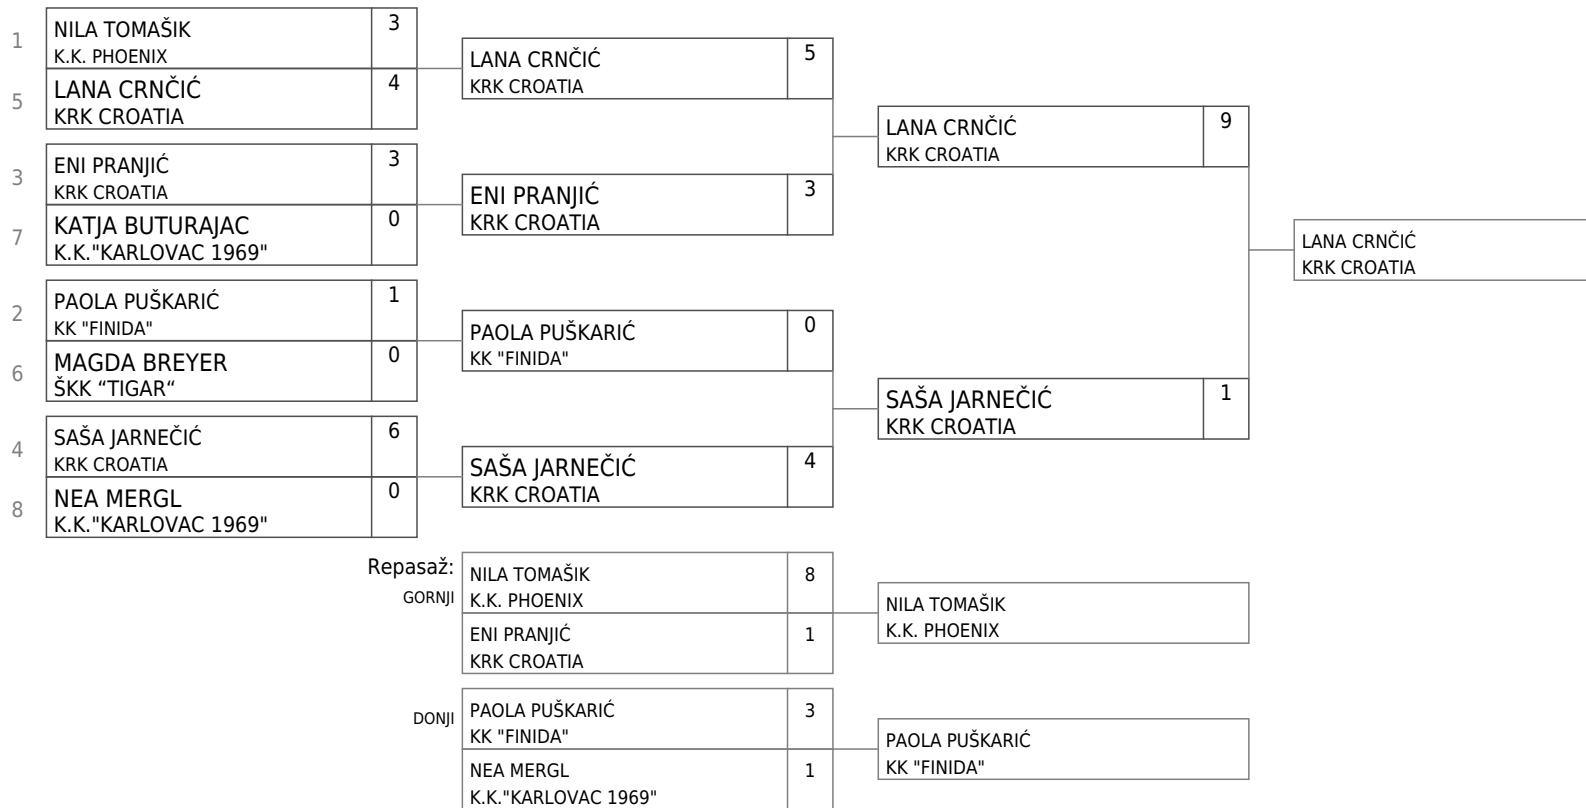 1
NILA TOMAŠIK
K.K. PHOENIX
3
5
LANA CRNČIĆ
KRK CROATIA
4
3
ENI PRANJIĆ
KRK CROATIA
3
7
KATJA BUTURAJAC
K.K."KARLOVAC 1969"
0
2
PAOLA PUŠKARIĆ
KK "FINIDA"
1
6
MAGDA BREYER
ŠKK “TIGAR“
0
4
SAŠA JARNEČIĆ
KRK CROATIA
6
8
NEA MERGL
K.K."KARLOVAC 1969"
0
LANA CRNČIĆ
KRK CROATIA
5
ENI PRANJIĆ
KRK CROATIA
3
PAOLA PUŠKARIĆ
KK "FINIDA"
0
SAŠA JARNEČIĆ
KRK CROATIA
4
LANA CRNČIĆ
KRK CROATIA
9
SAŠA JARNEČIĆ
KRK CROATIA
1
LANA CRNČIĆ
KRK CROATIA
Repasaž:
GORNJI
NILA TOMAŠIK
K.K. PHOENIX
8
ENI PRANJIĆ
KRK CROATIA
1
NILA TOMAŠIK
K.K. PHOENIX
DONJI
PAOLA PUŠKARIĆ
KK "FINIDA"
3
NEA MERGL
K.K."KARLOVAC 1969"
1
PAOLA PUŠKARIĆ
KK "FINIDA"